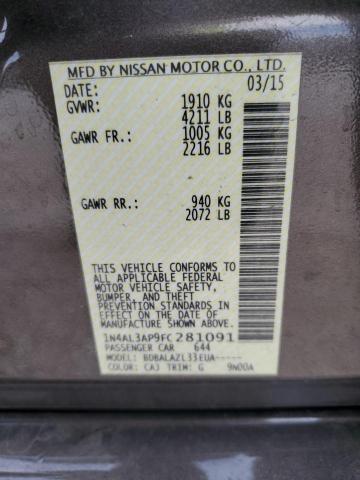 MFD BY NISSAN MOTOR CO., LTD.
DATE: 03/15
GVWR: 1910 KG
4211 LB
GAWR FR: 1005 KG
2216 LB
GAWR RR: 940 KG
2072 LB
THIS VEHICLE CONFORMS TO
ALL APPLICABLE FEDERAL
MOTOR VEHICLE SAFETY,
BUMPER, AND THEFT
PREVENTION STANDARDS IN
EFFECT ON THE DATE OF
MANUFACTURE SHOWN ABOVE.
1N4AL3AP9FC281091
PASSENGER CAR 644
MODEL: BDBALAZL33EUA-----
COLOR: CAJ TRIM: G 9N00A